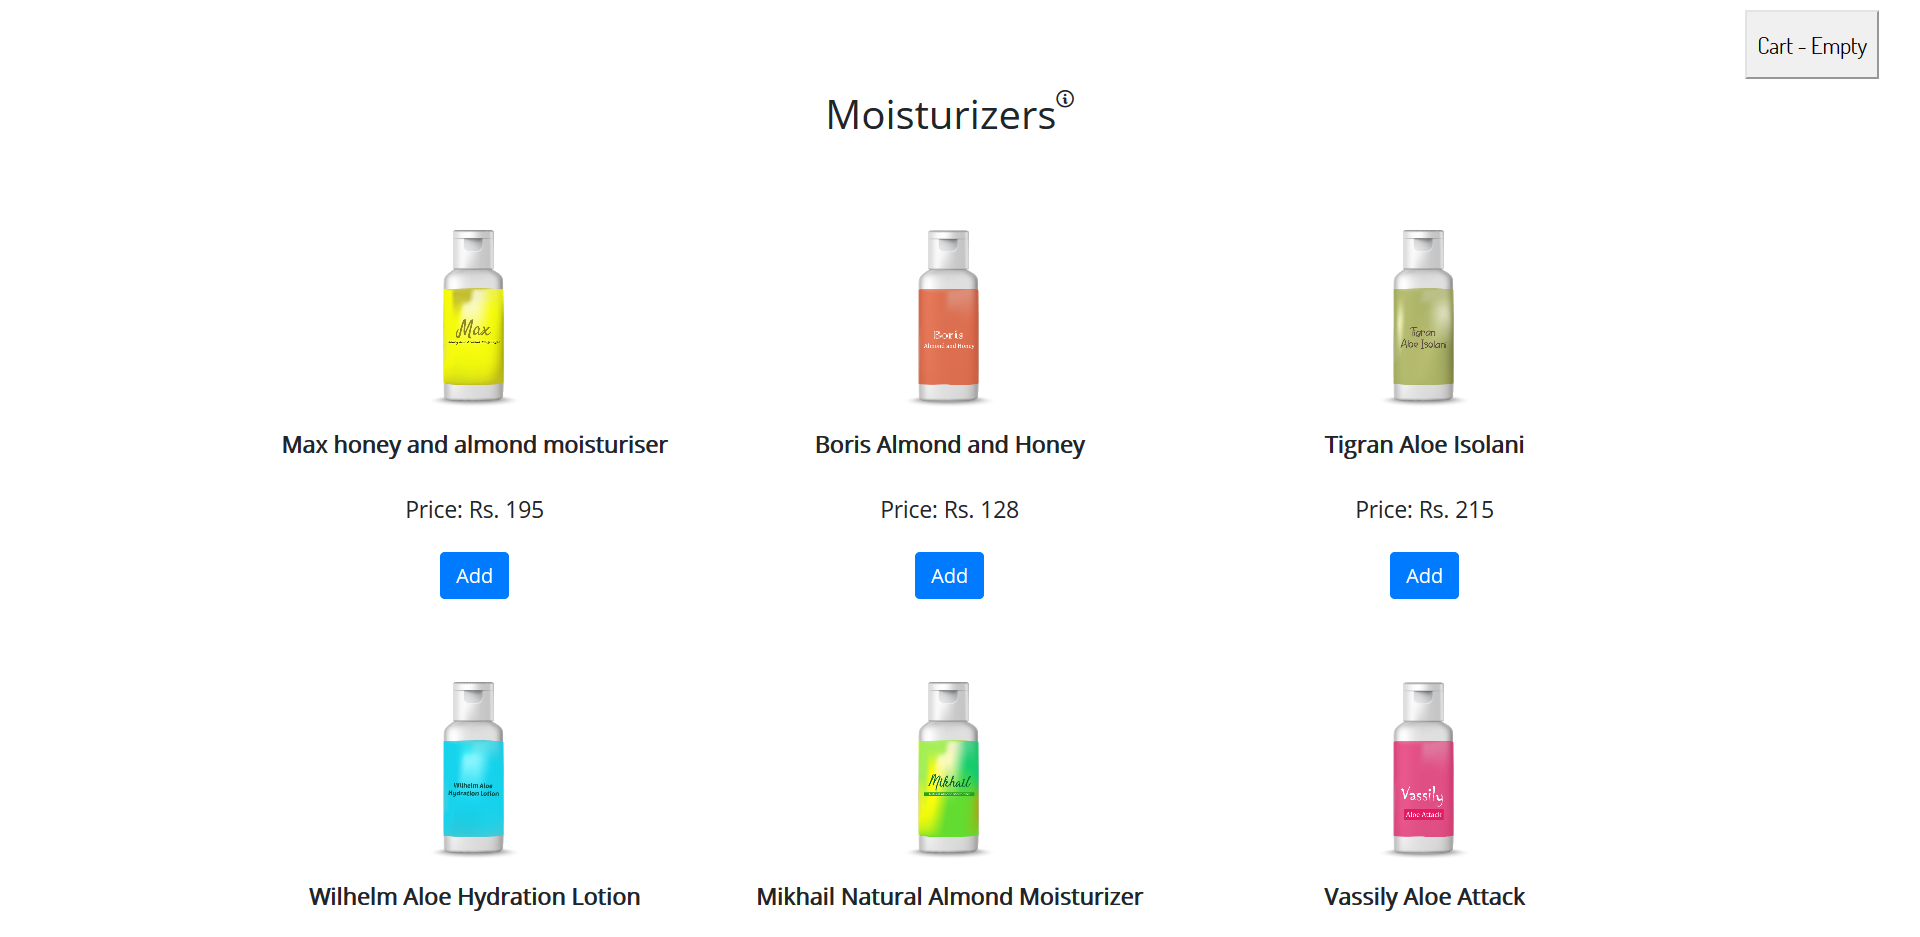 Cart - Empty
Moisturizers
Max
Boris
Almond and Honey
Tigran
Aloe Isolani
Max honey and almond moisturiser
Boris Almond and Honey
Tigran Aloe Isolani
Price: Rs. 195
Price: Rs. 128
Price: Rs. 215
Add
Add
Add
Wilhelm Aloe
Hydration Lotion
Mikhail
Vassily
Aloe Attack
Wilhelm Aloe Hydration Lotion
Mikhail Natural Almond Moisturizer
Vassily Aloe Attack